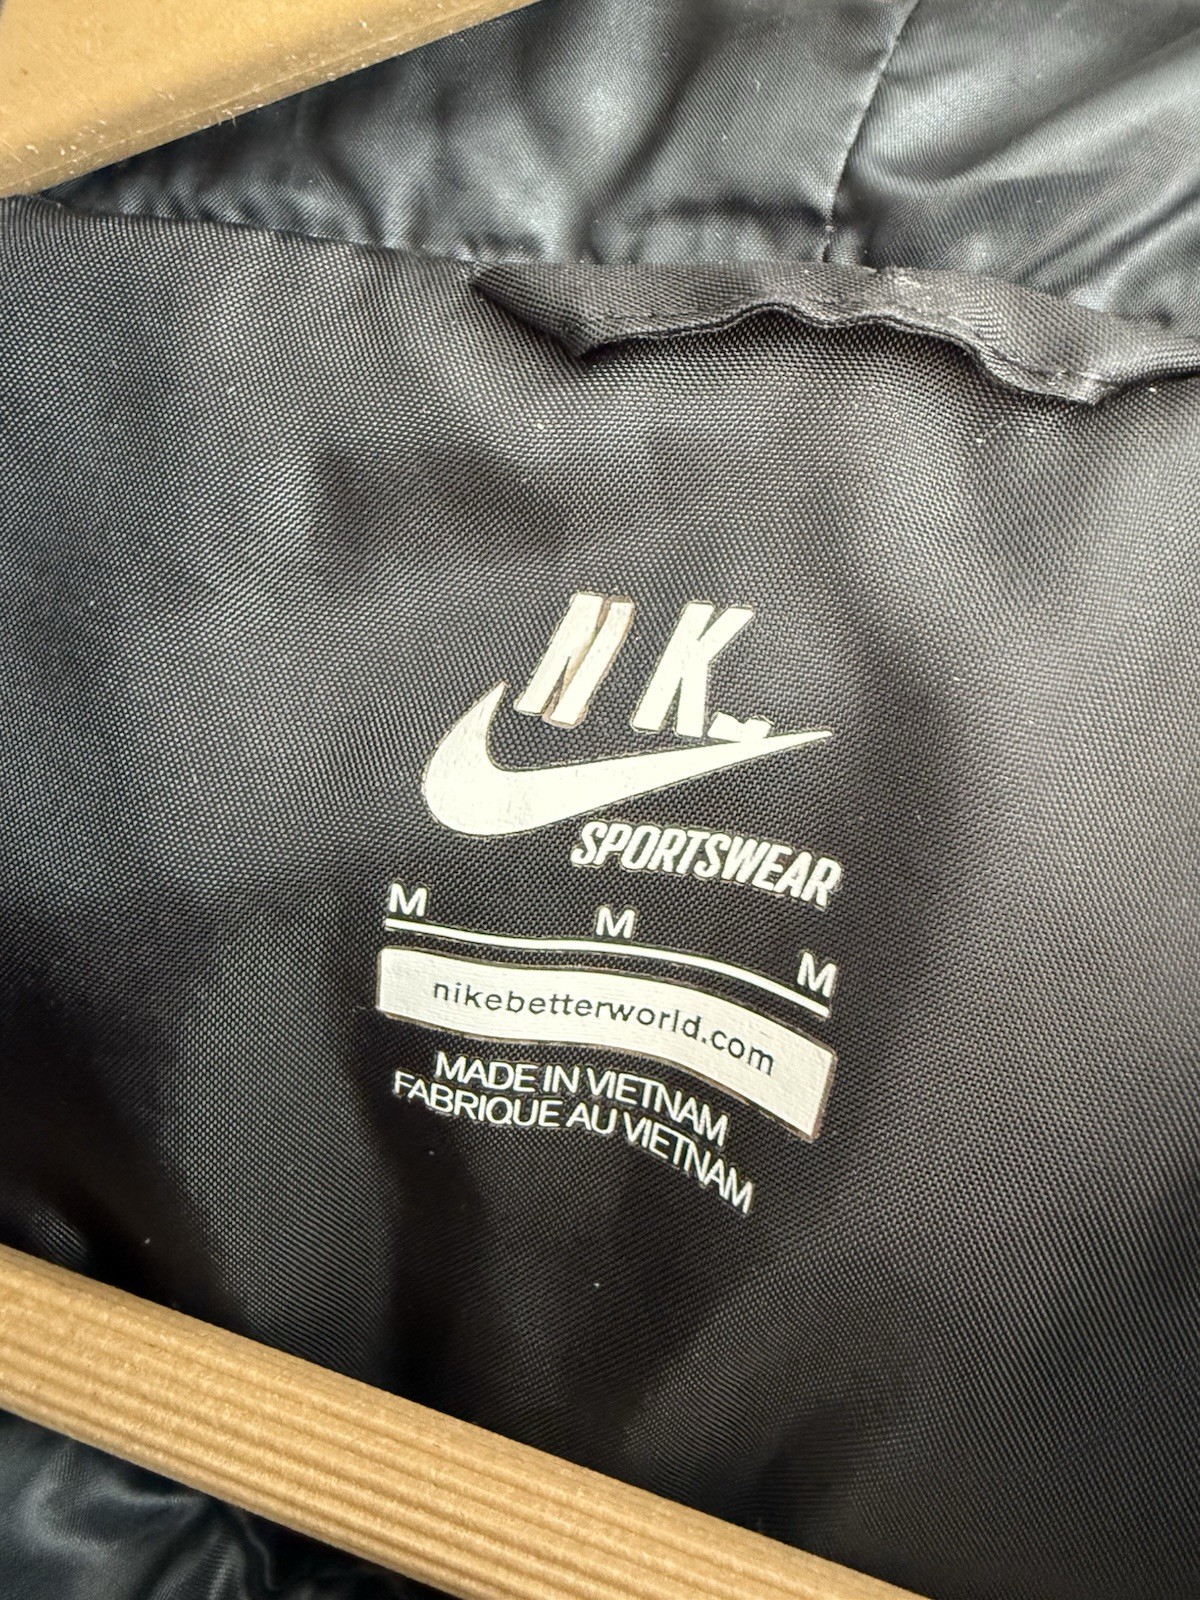 N K
SPORTSWEAR
M M M
nikebetterworld.com
MADE IN VIETNAM
FABRIQUE AU VIETNAM